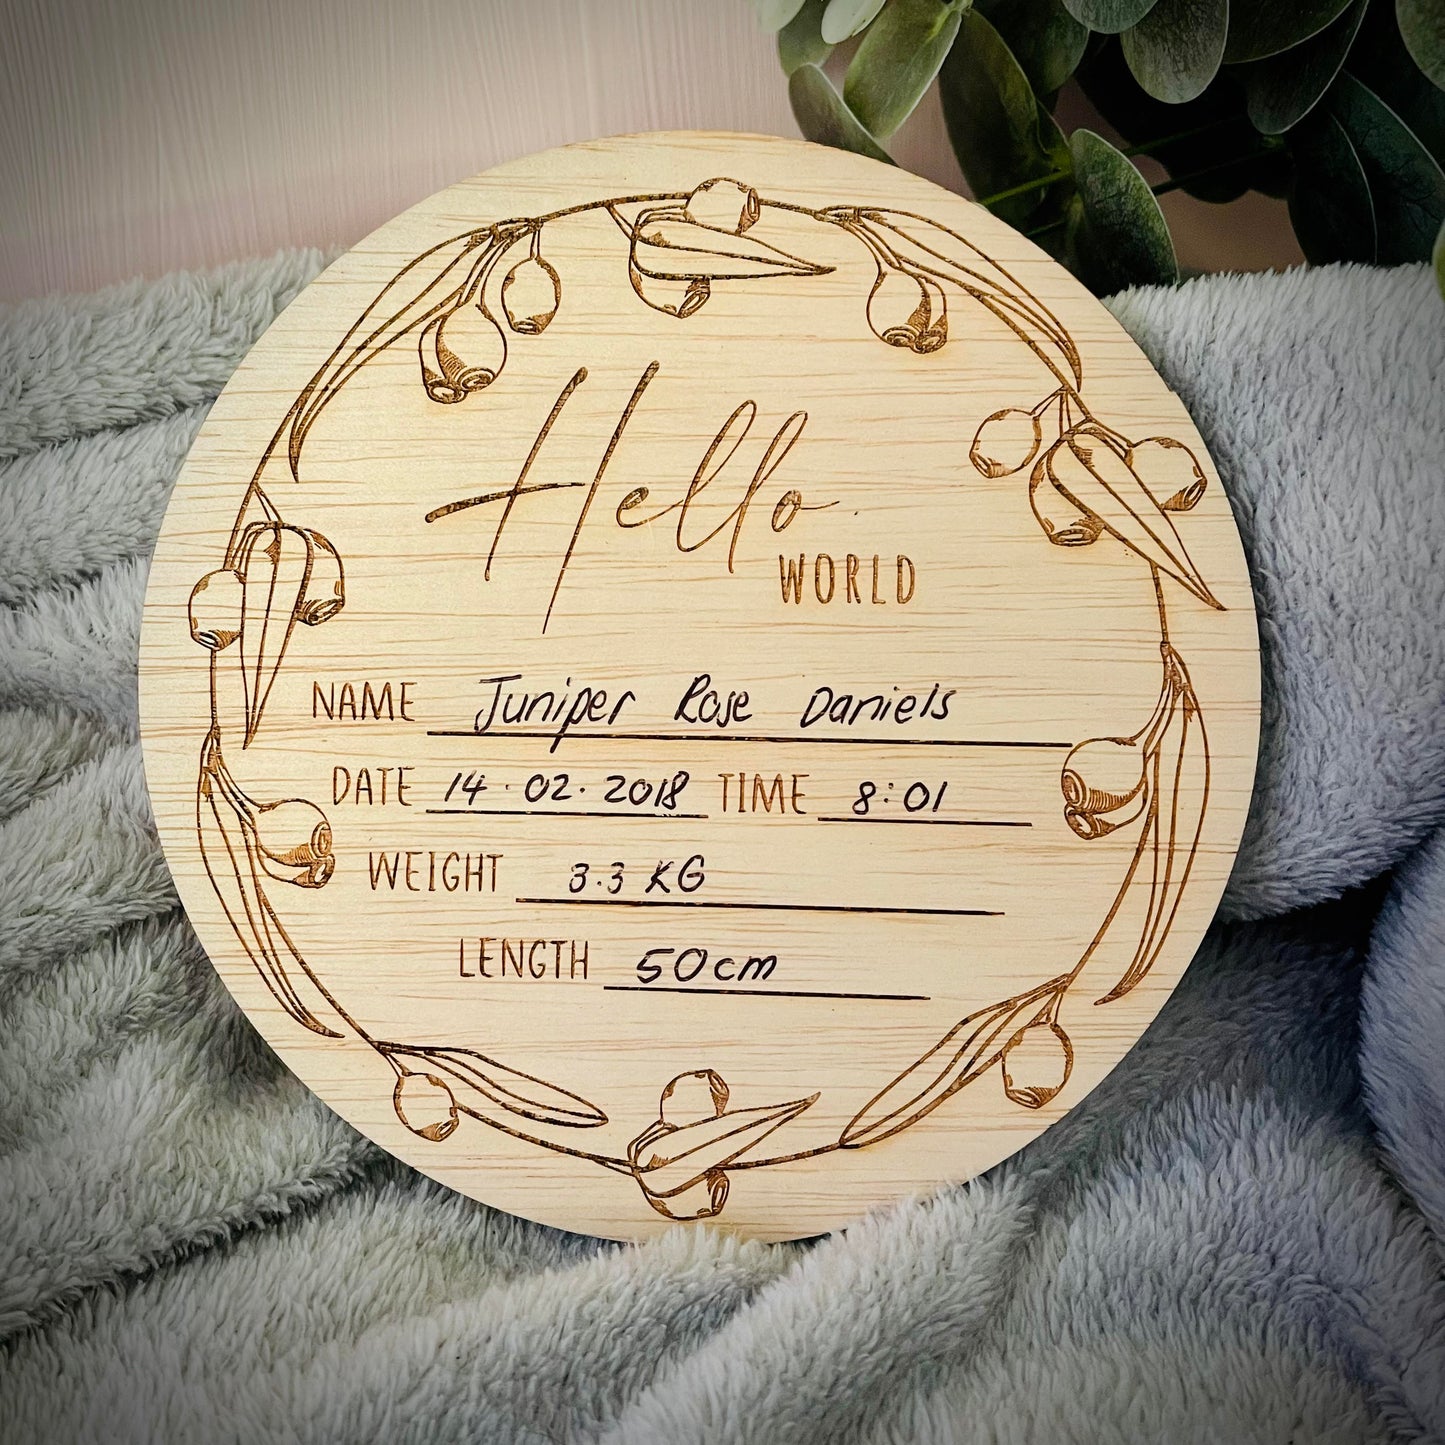 Hello
WORLD
NAME Juniper Rose Daniels
DATE 14.02.2018 TIME 8:01
WEIGHT 3.3 KG
LENGTH 50cm